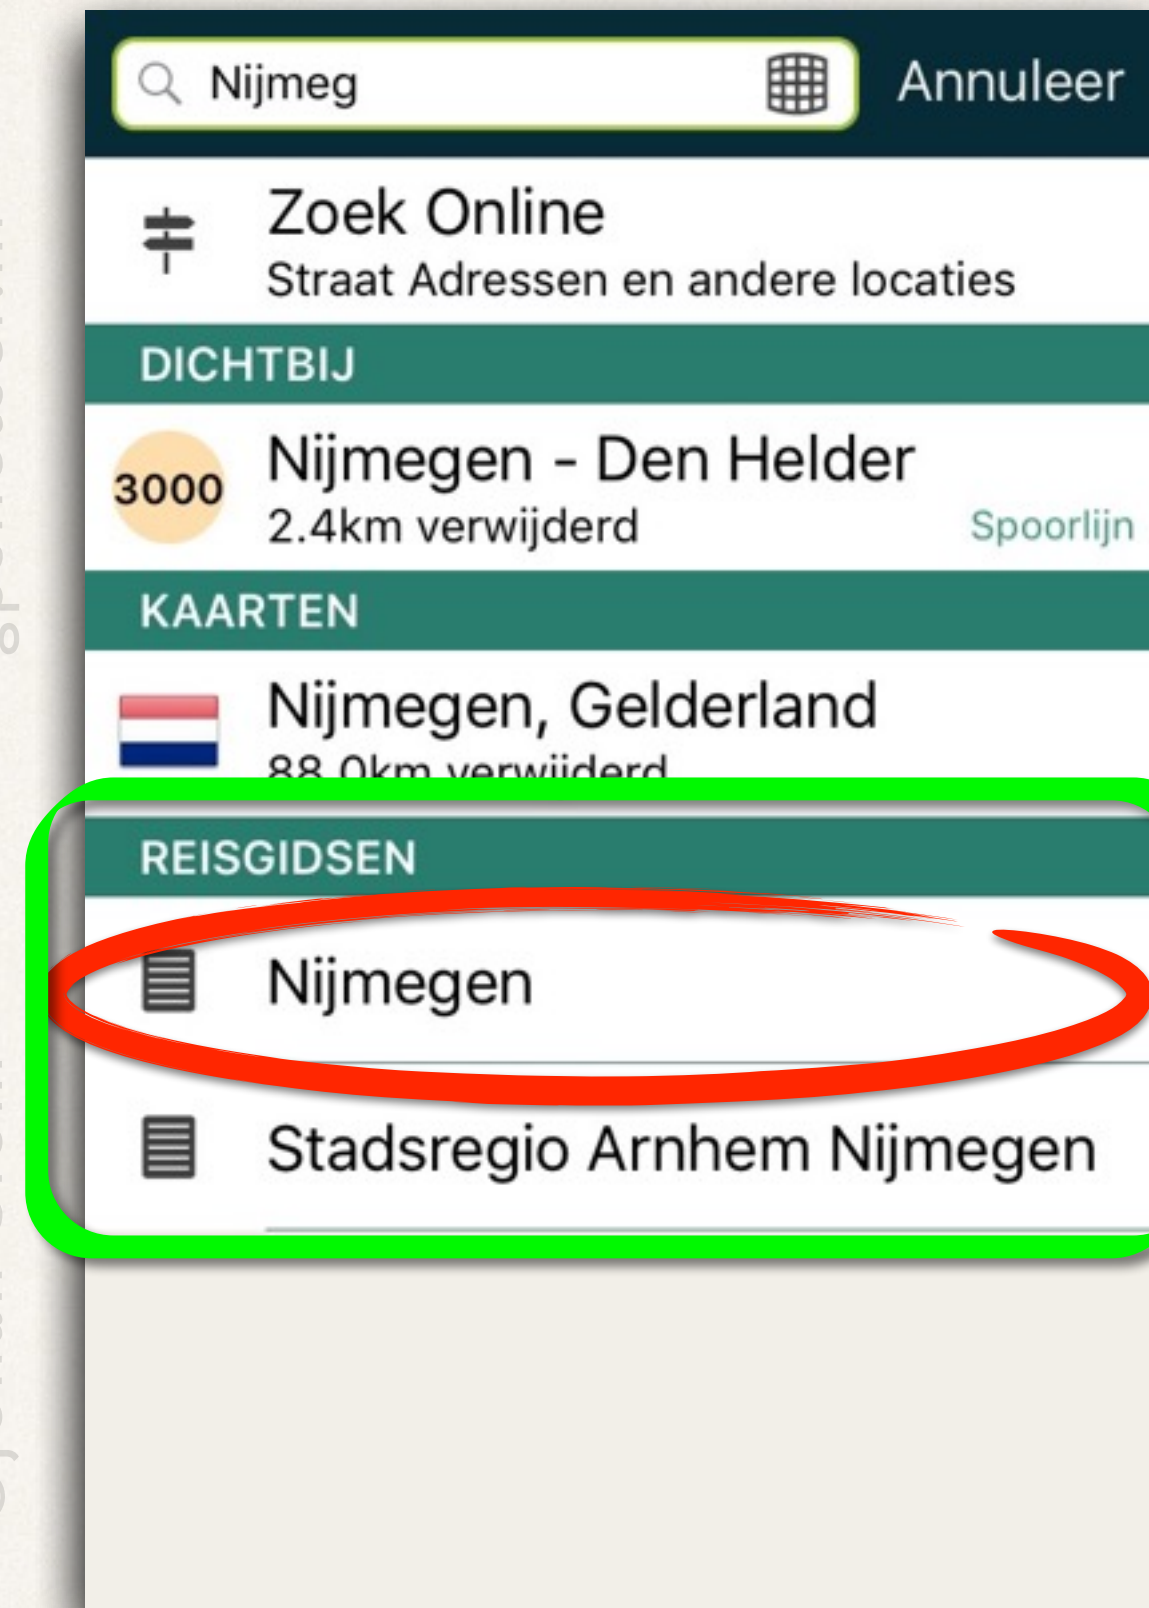 Nijmeg
Annuleer
Zoek Online
Straat Adressen en andere locaties
DICHTBIJ
3000
Nijmegen - Den Helder
2.4km verwijderd
Spoorlijn
KAARTEN
Nijmegen, Gelderland
88.0km verwijderd
REISGIDSEN
Nijmegen
Stadsregio Arnhem Nijmegen